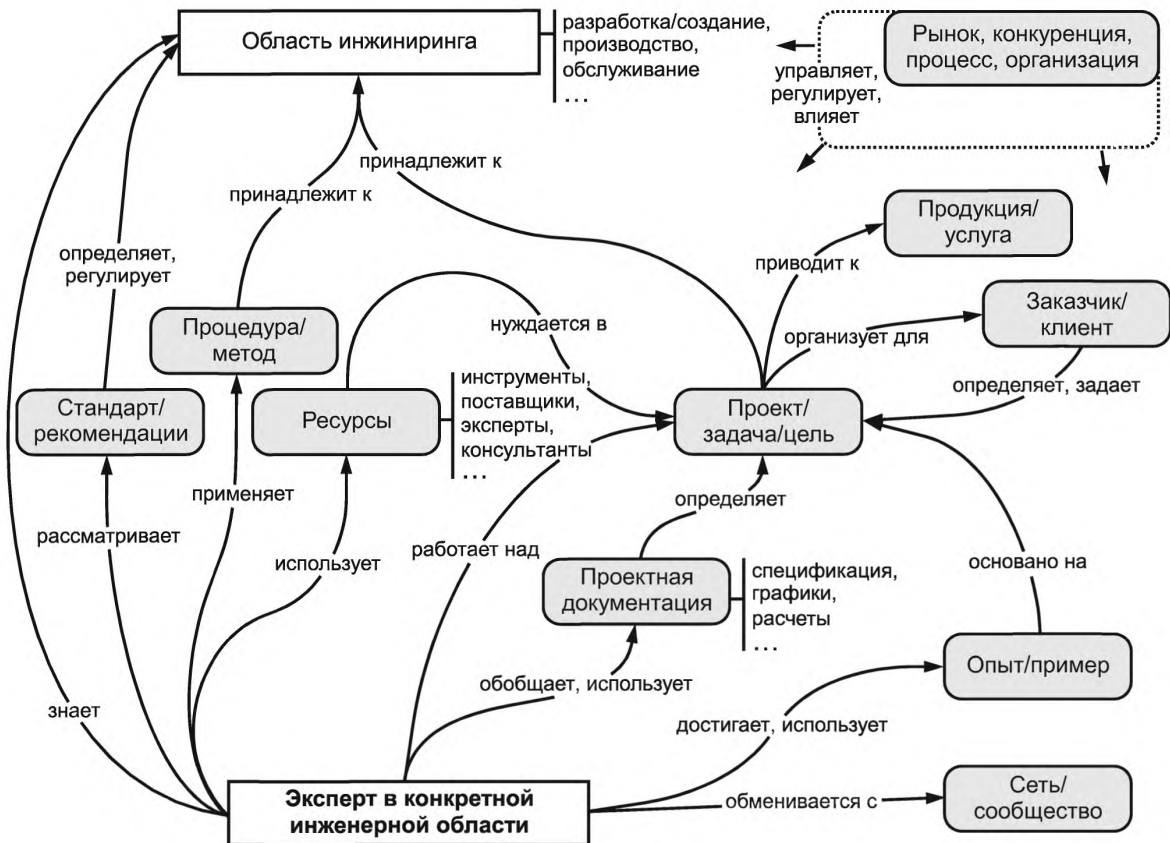 Область инжиниринга
разработка/создание,
производство,
обслуживание
...
Рынок, конкуренция,
процесс, организация
управляет,
регулирует,
влияет
принадлежит к
принадлежит к
определяет,
регулирует
Продукция/
услуга
приводит к
Процедура/
метод
нуждается в
Заказчик/
клиент
организует для
определяет, задает
Стандарт/
рекомендации
Ресурсы
инструменты,
поставщики,
эксперты,
консультанты
...
Проект/
задача/цель
применяет
определяет
рассматривает
использует
работает над
основано на
Проектная
документация
спецификация,
графики,
расчеты
...
Опыт/пример
обобщает, использует
знает
достигает, использует
Эксперт в конкретной
инженерной области
обменивается с
Сеть/
сообщество